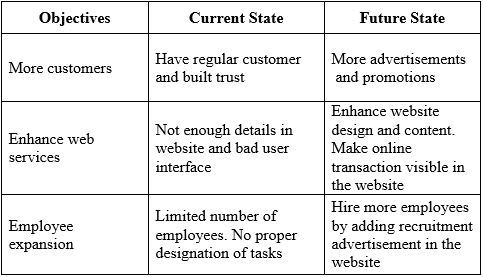 Objectives
Current State
Future State
More customers
Have regular customer
and built trust
More advertisements
and promotions
Enhance web
services
Not enough details in
website and bad user
interface
Enhance website
design and content.
Make online
transaction visible in
the website
Employee
expansion
Limited number of
employees. No proper
designation of tasks
Hire more employees
by adding recruitment
advertisement in the
website